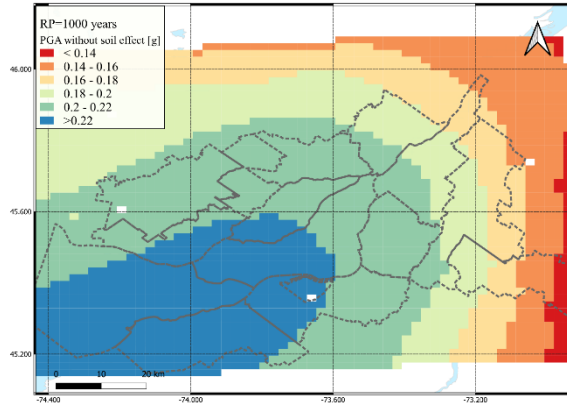 RP=1000 years
PGA without soil effect [g]
< 0.14
0.14 - 0.16
0.16 - 0.18
0.18 - 0.2
0.2 - 0.22
>0.22
46.000
45.600
45.200
0 10 20 km
-74.400 -74.000 -73.600 -73.200